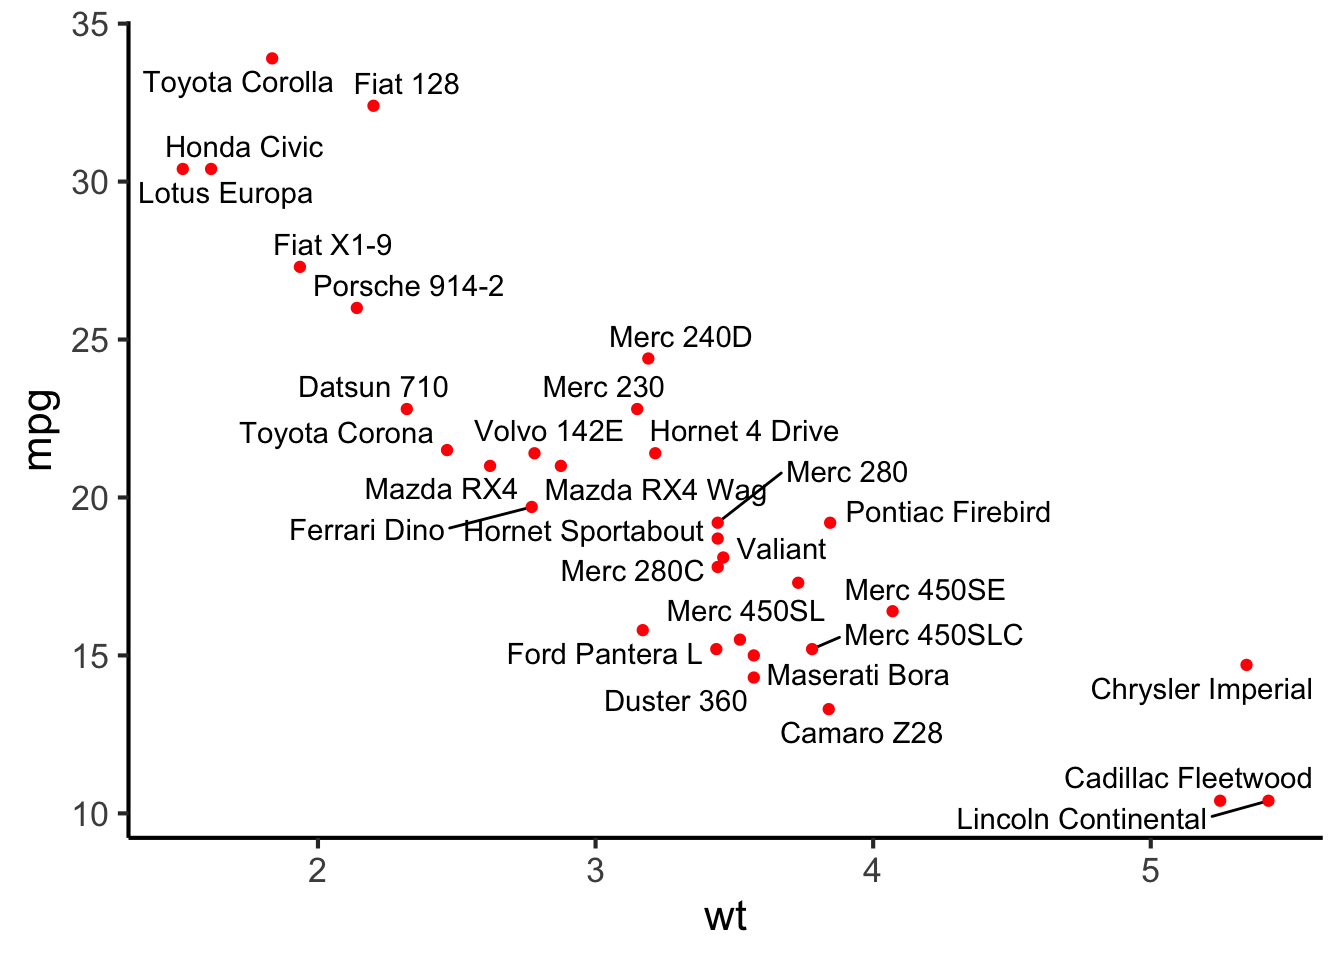 35
Toyota Corolla
Fiat 128
Honda Civic
30
Lotus Europa
Fiat X1-9
Porsche 914-2
25
Merc 240D
Datsun 710
Merc 230
mpg
Toyota Corona
Volvo 142E
Hornet 4 Drive
Merc 280
20
Mazda RX4
Mazda RX4 Wag
Pontiac Firebird
Ferrari Dino
Hornet Sportabout
Valiant
Merc 280C
Merc 450SE
Merc 450SL
Merc 450SLC
15
Ford Pantera L
Maserati Bora
Chrysler Imperial
Duster 360
Camaro Z28
Cadillac Fleetwood
10
Lincoln Continental
2
3
4
5
wt